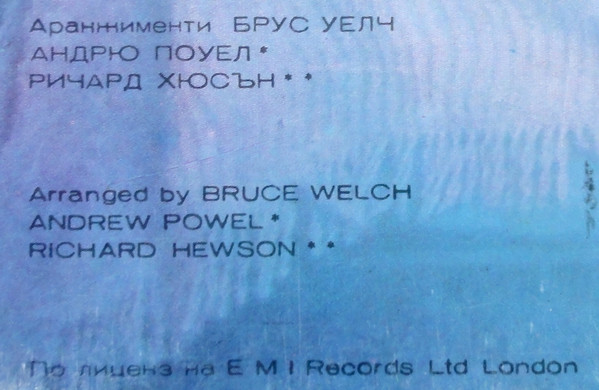 Аранжименти БРУС УЕЛЧ
АНДРЮ ПОУЕЛ *
РИЧАРД ХЮСЪН * *
Arranged by BRUCE WELCH
ANDREW POWEL *
RICHARD HEWSON * *
По лиценз на E M I Records Ltd London